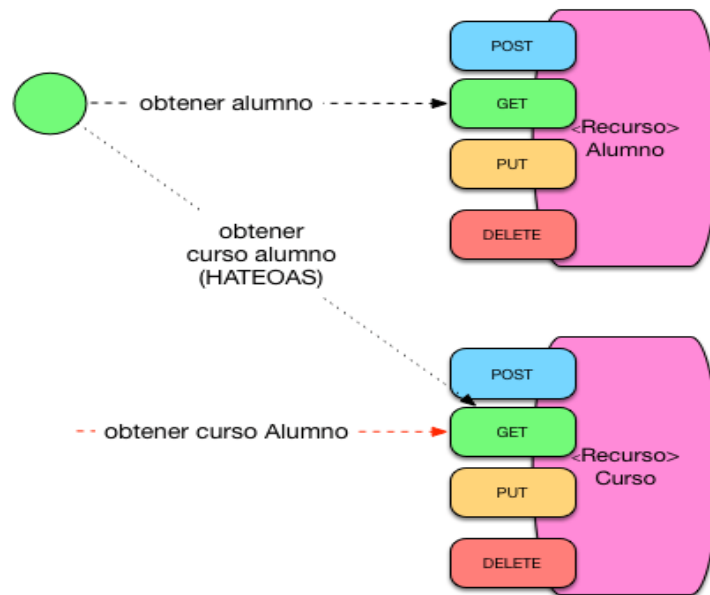 POST
obtener alumno
GET
<Recurso>
Alumno
PUT
DELETE
obtener
curso alumno
(HATEOAS)
POST
obtener curso Alumno
GET
<Recurso>
Curso
PUT
DELETE